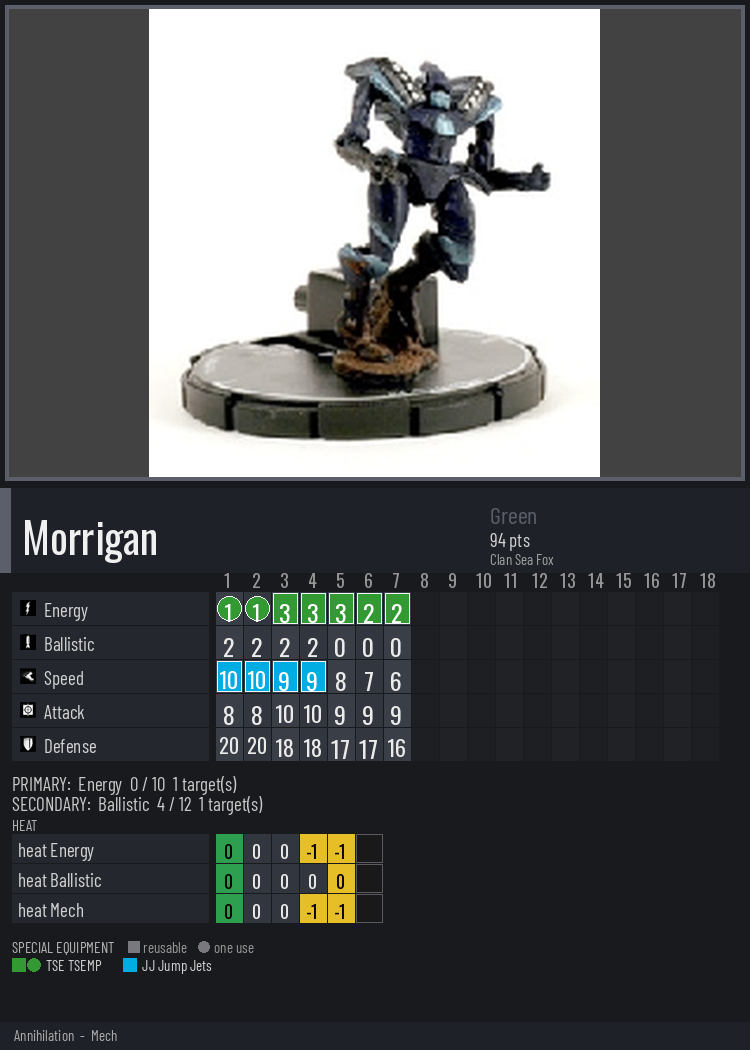 Morrigan
Green
94 pts
Clan Sea Fox
1 2 3 4 5 6 7 8 9 10 11 12 13 14 15 16 17 18
Energy 1 1 3 3 3 2 2
Ballistic 2 2 2 2 0 0 0
Speed 10 10 9 9 8 7 6
Attack 8 8 10 10 9 9 9
Defense 20 20 18 18 17 17 16
PRIMARY: Energy 0 / 10 1 target(s)
SECONDARY: Ballistic 4 / 12 1 target(s)
HEAT
heat Energy 0 0 0 -1 -1
heat Ballistic 0 0 0 0 0
heat Mech 0 0 0 -1 -1
SPECIAL EQUIPMENT reusable one use
TSE TSEMP JJ Jump Jets
Annihilation - Mech